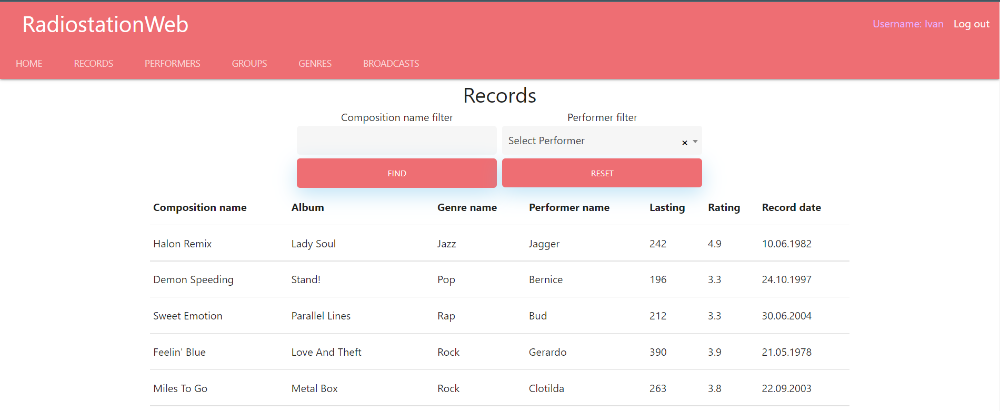 RadiostationWeb
Username: Ivan Log out
HOME RECORDS PERFORMERS GROUPS GENRES BROADCASTS
Records
Composition name filter Performer filter
Select Performer ×
FIND RESET
Composition name Album Genre name Performer name Lasting Rating Record date
Halon Remix Lady Soul Jazz Jagger 242 4.9 10.06.1982
Demon Speeding Stand! Pop Bernice 196 3.3 24.10.1997
Sweet Emotion Parallel Lines Rap Bud 212 3.3 30.06.2004
Feelin' Blue Love And Theft Rock Gerardo 390 3.9 21.05.1978
Miles To Go Metal Box Rock Clotilda 263 3.8 22.09.2003